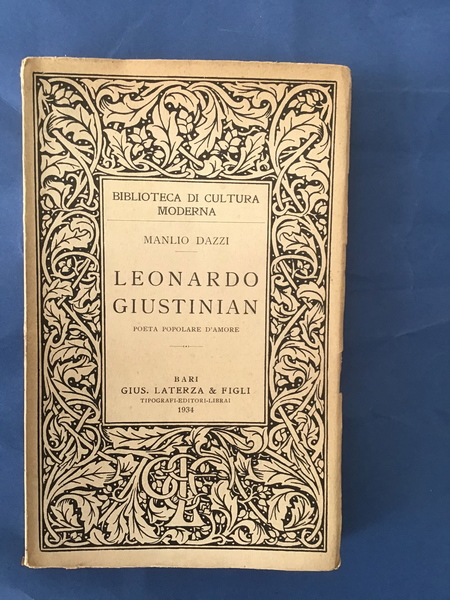 BIBLIOTECA DI CULTURA
MODERNA
MANLIO DAZZI
LEONARDO
GIUSTINIAN
POETA POPOLARE D'AMORE
BARI
GIUS. LATERZA & FIGLI
TIPOGRAFI-EDITORI-LIBRAI
1934